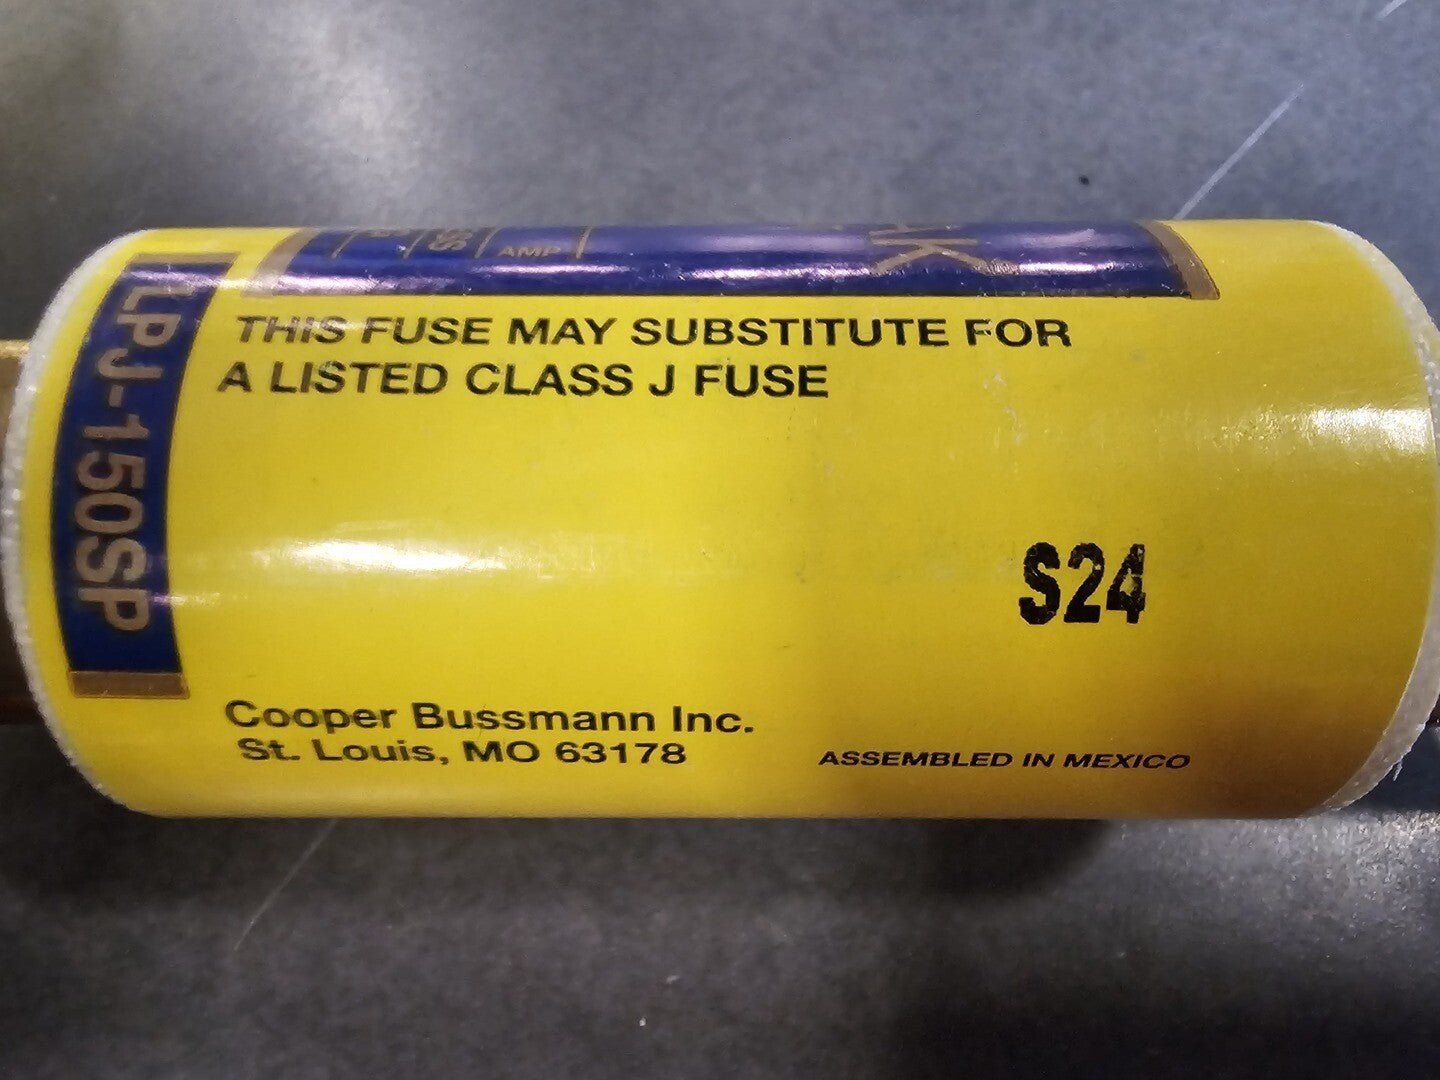 AMP
LPJ-150SP
THIS FUSE MAY SUBSTITUTE FOR
A LISTED CLASS J FUSE
S24
Cooper Bussmann Inc.
St. Louis, MO 63178
ASSEMBLED IN MEXICO